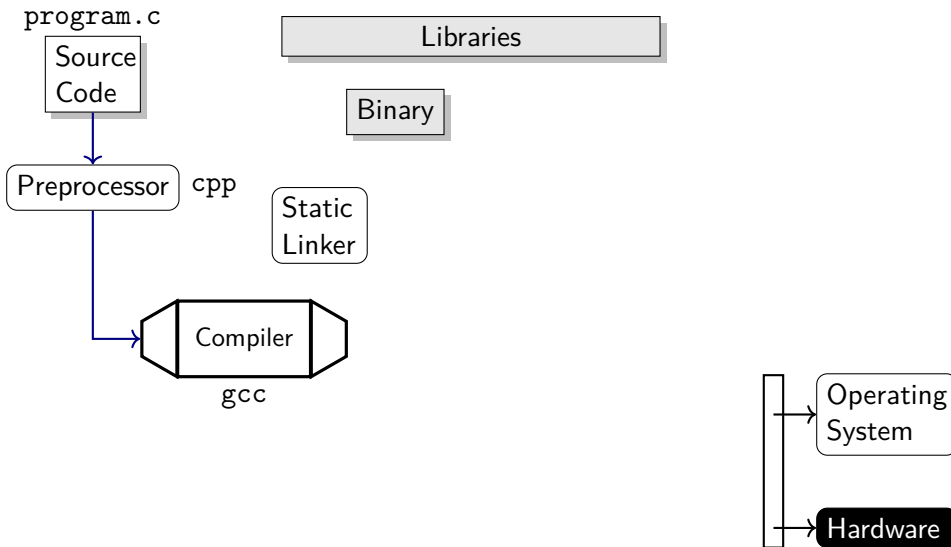 program.c
Source
Code
Libraries
Binary
Preprocessor
cpp
Static
Linker
Compiler
gcc
Operating
System
Hardware